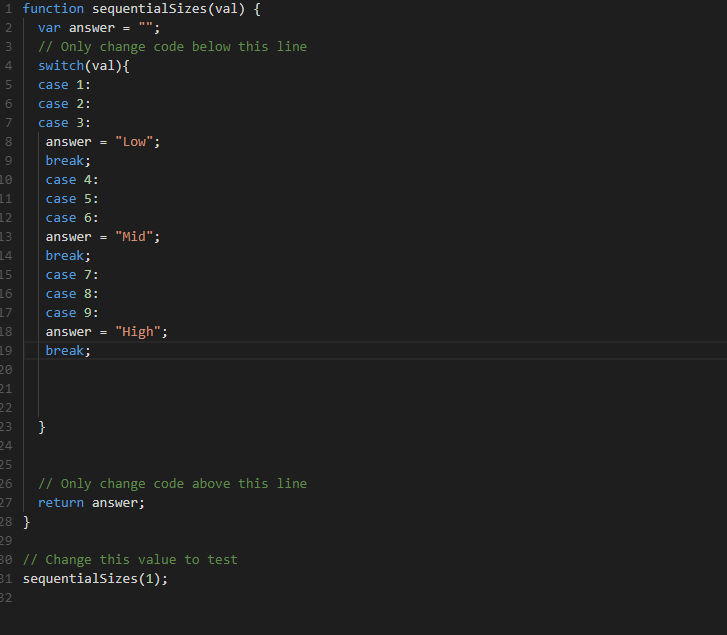 1 function sequentialSizes(val) {
2 var answer = "";
3 // Only change code below this line
4 switch(val){
5 case 1:
6 case 2:
7 case 3:
8 answer = "Low";
9 break;
10 case 4:
11 case 5:
12 case 6:
13 answer = "Mid";
14 break;
15 case 7:
16 case 8:
17 case 9:
18 answer = "High";
19 break;
20
21
22
23 }
24
25
26 // Only change code above this line
27 return answer;
28 }
29
30 // Change this value to test
31 sequentialSizes(1);
32